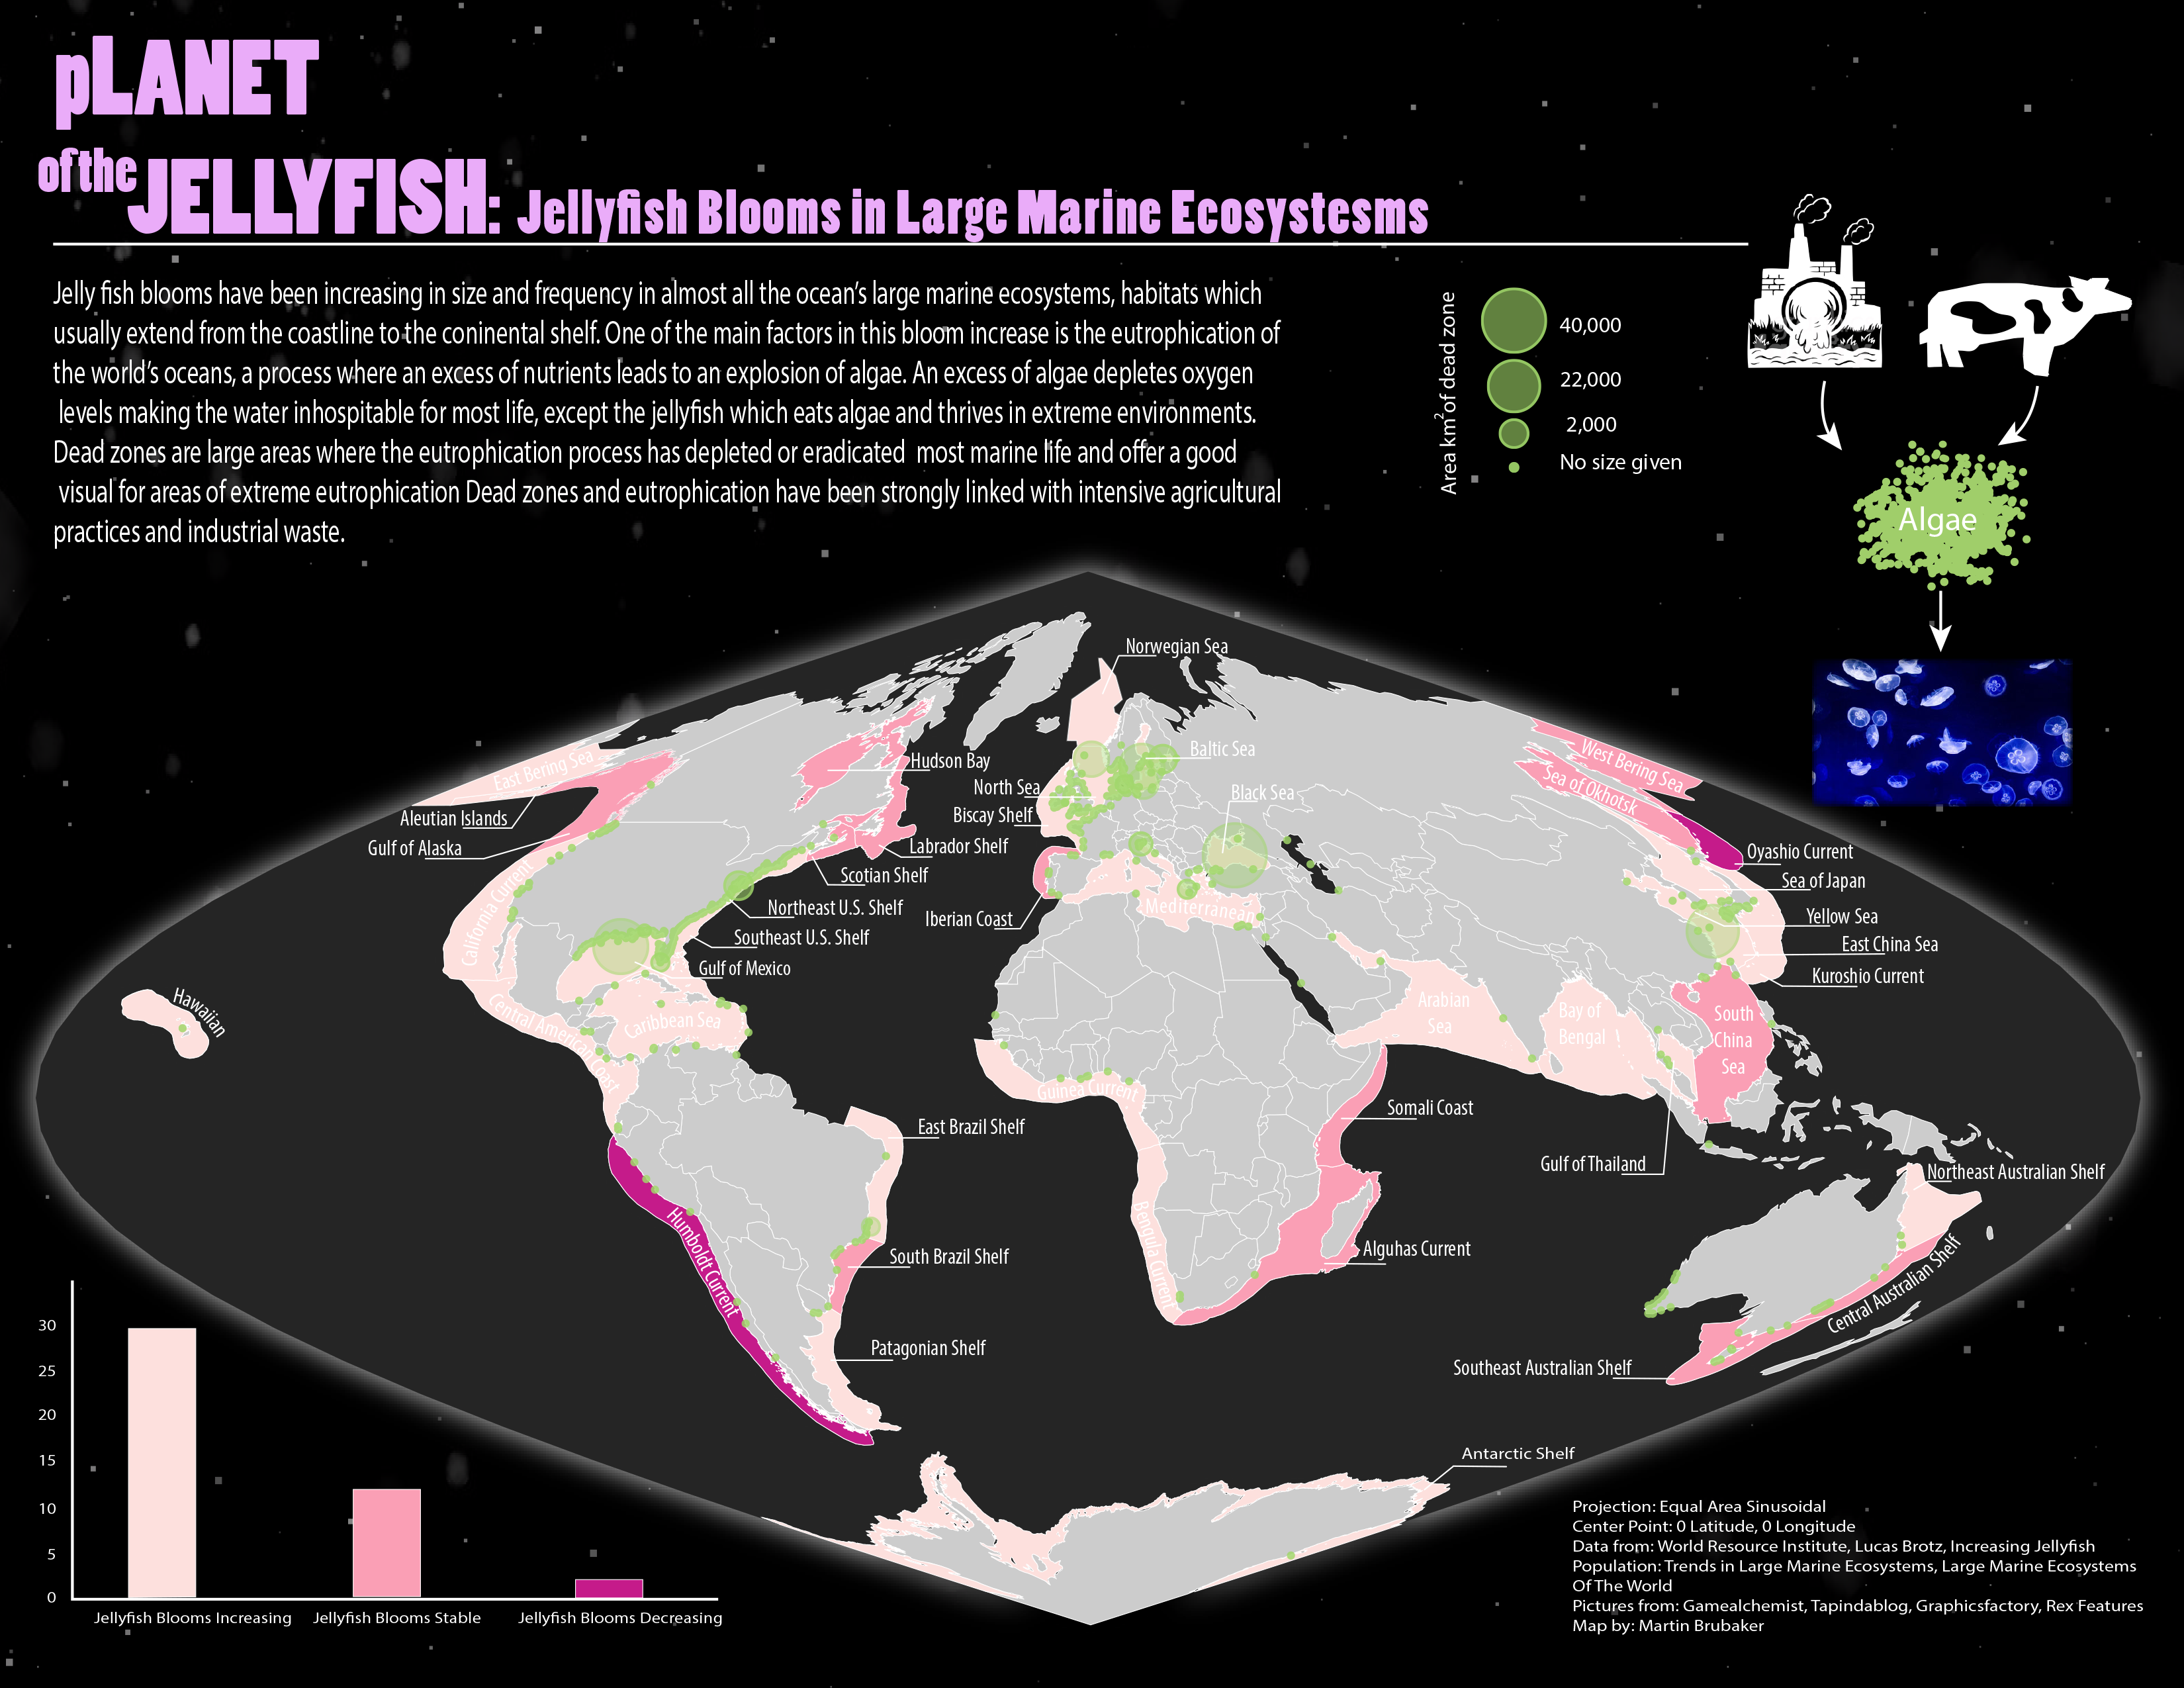 pLANET
of the JELLYFISH: Jellyfish Blooms in Large Marine Ecosystesms
Jelly fish blooms have been increasing in size and frequency in almost all the ocean's large marine ecosystems, habitats which
usually extend from the coastline to the coninental shelf. One of the main factors in this bloom increase is the eutrophication of
the world's oceans, a process where an excess of nutrients leads to an explosion of algae. An excess of algae depletes oxygen
levels making the water inhospitable for most life, except the jellyfish which eats algae and thrives in extreme environments.
Dead zones are large areas where the eutrophication process has depleted or eradicated most marine life and offer a good
visual for areas of extreme eutrophication Dead zones and eutrophication have been strongly linked with intensive agricultural
practices and industrial waste.
Area km2 of dead zone
40,000
22,000
2,000
No size given
Algae
Norwegian Sea
Baltic Sea
Hudson Bay
North Sea
Black Sea
Biscay Shelf
East Bering Sea
Aleutian Islands
Gulf of Alaska
Labrador Shelf
Scotian Shelf
Northeast U.S. Shelf
Southeast U.S. Shelf
Gulf of Mexico
Iberian Coast
Mediterranean
California Current
West Bering Sea
Sea of Okhotsk
Oyashio Current
Sea of Japan
Yellow Sea
East China Sea
Kuroshio Current
Hawaiian
Central American Coast
Caribbean Sea
Arabian
Sea
Bay of
Bengal
South
China
Sea
Guinea Current
East Brazil Shelf
Somali Coast
Gulf of Thailand
Northeast Australian Shelf
Humboldt Current
South Brazil Shelf
Bengula Current
Alguhas Current
Central Australian Shelf
Patagonian Shelf
Southeast Australian Shelf
Antarctic Shelf
30
25
20
15
10
5
0
Jellyfish Blooms Increasing
Jellyfish Blooms Stable
Jellyfish Blooms Decreasing
Projection: Equal Area Sinusoidal
Center Point: 0 Latitude, 0 Longitude
Data from: World Resource Institute, Lucas Brotz, Increasing Jellyfish
Population: Trends in Large Marine Ecosystems, Large Marine Ecosystems
Of The World
Pictures from: Gamealchemist, Tapindablog, Graphicsfactory, Rex Features
Map by: Martin Brubaker